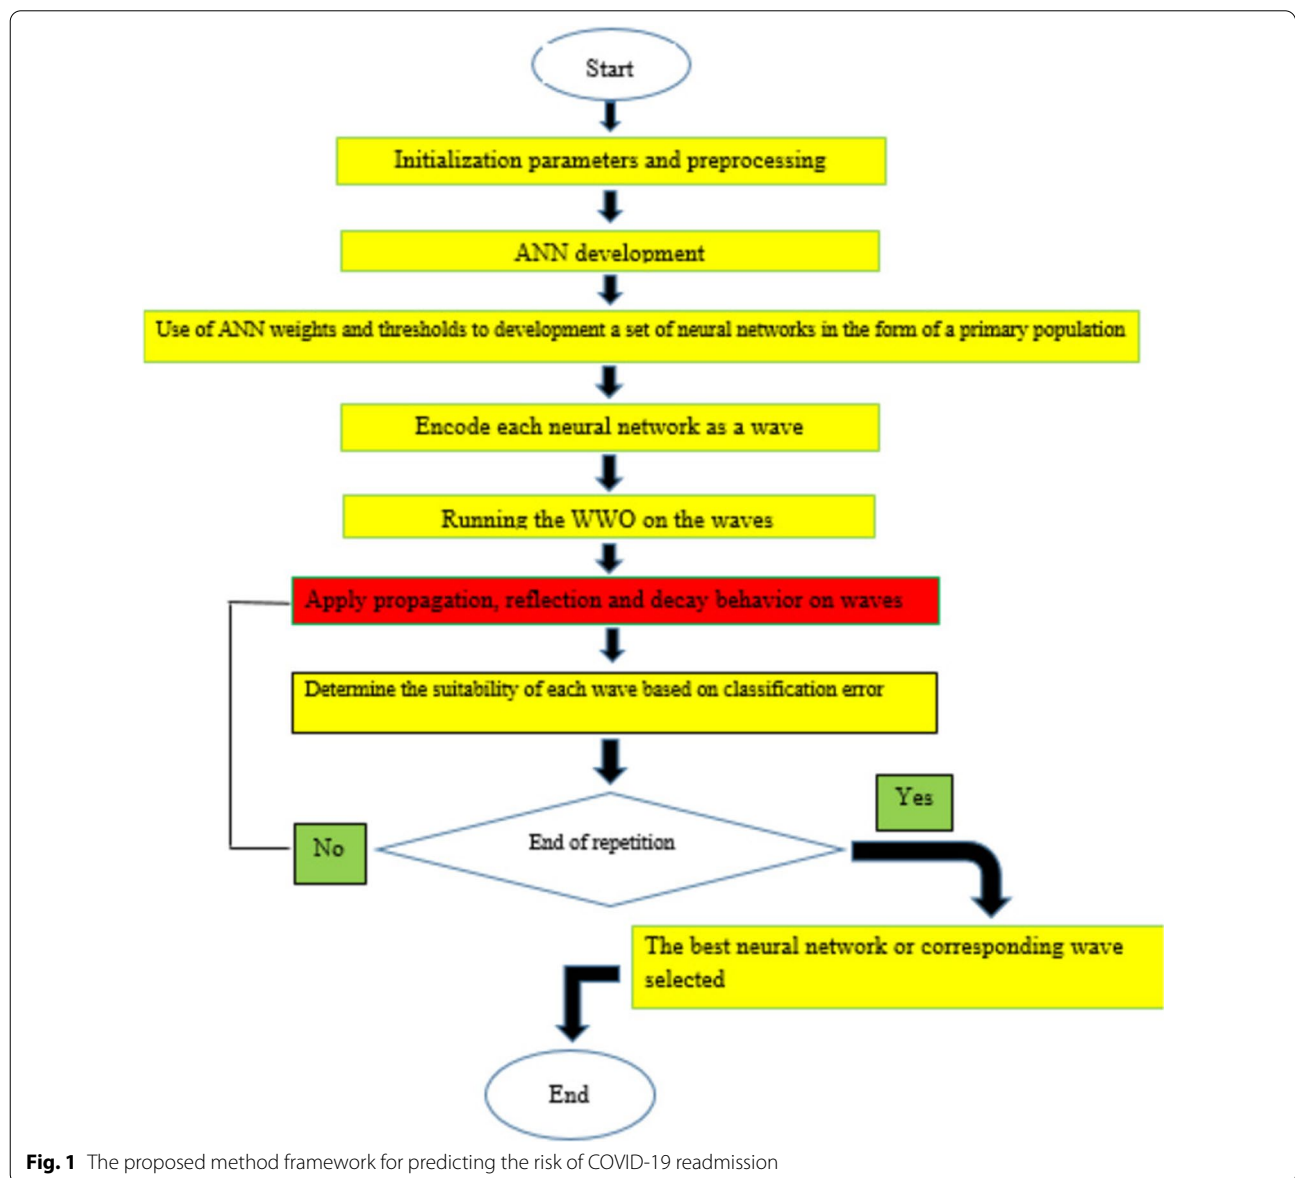 Start
Initialization parameters and preprocessing
ANN development
Use of ANN weights and thresholds to development a set of neural networks in the form of a primary population
Encode each neural network as a wave
Running the WWO on the waves
Apply propagation, reflection and decay behavior on waves
Determine the suitability of each wave based on classification error
Yes
End of repetition
No
The best neural network or corresponding wave
selected
End
Fig. 1 The proposed method framework for predicting the risk of COVID-19 readmission